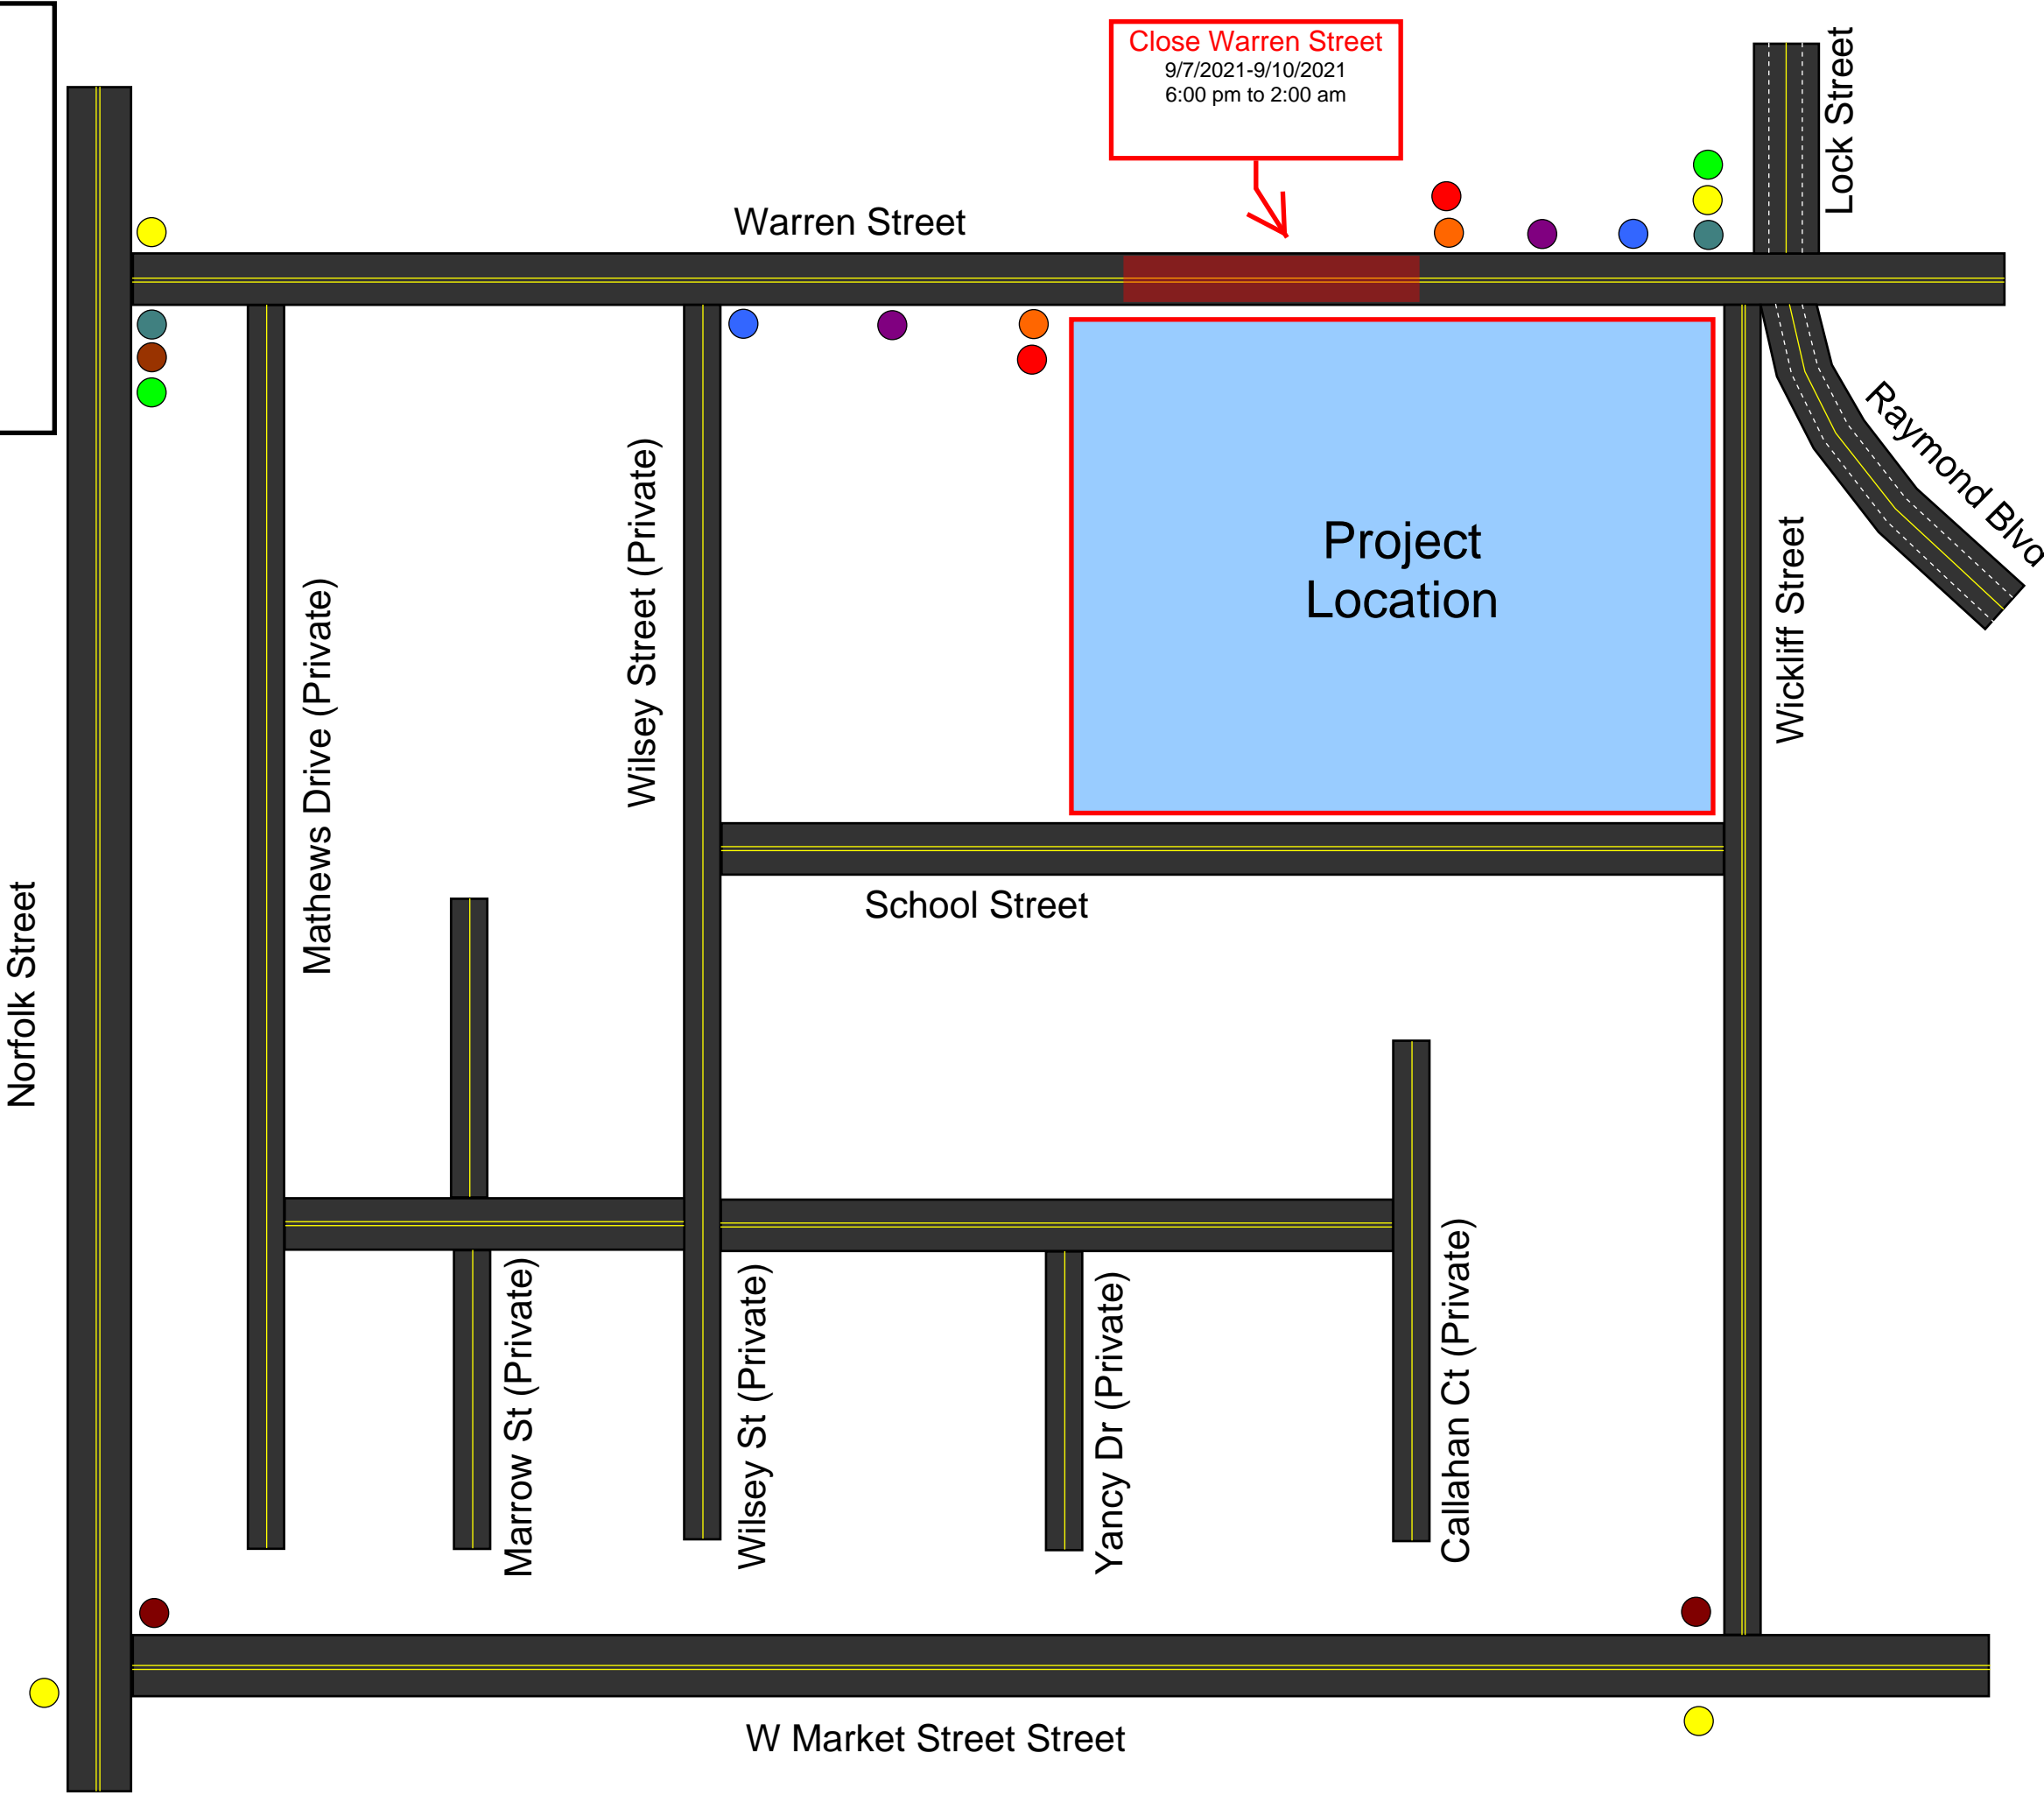 Close Warren Street
9/7/2021-9/10/2021
6:00 pm to 2:00 am
Lock Street
Warren Street
Raymond Blvd
Wilsey Street (Private)
Project
Location
Wickliff Street
Mathews Drive (Private)
School Street
Norfolk Street
Marrow St (Private)
Wilsey St (Private)
Yancy Dr (Private)
Callahan Ct (Private)
W Market Street Street